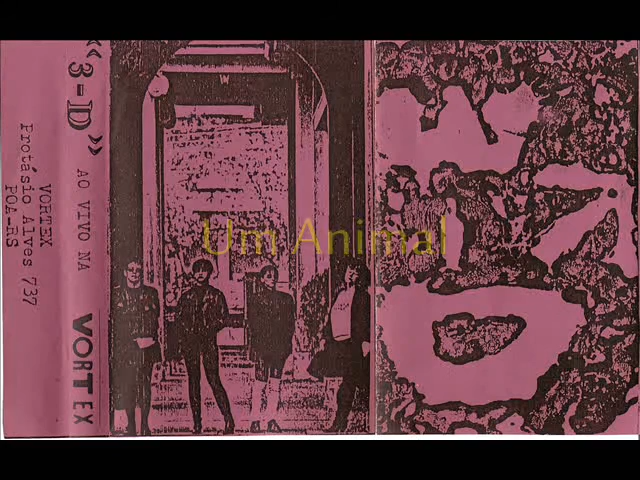 "3-D" AO VIVO NA VORTEX
VORTEX
Protásio Alves 737
POA-RS
Um Animal